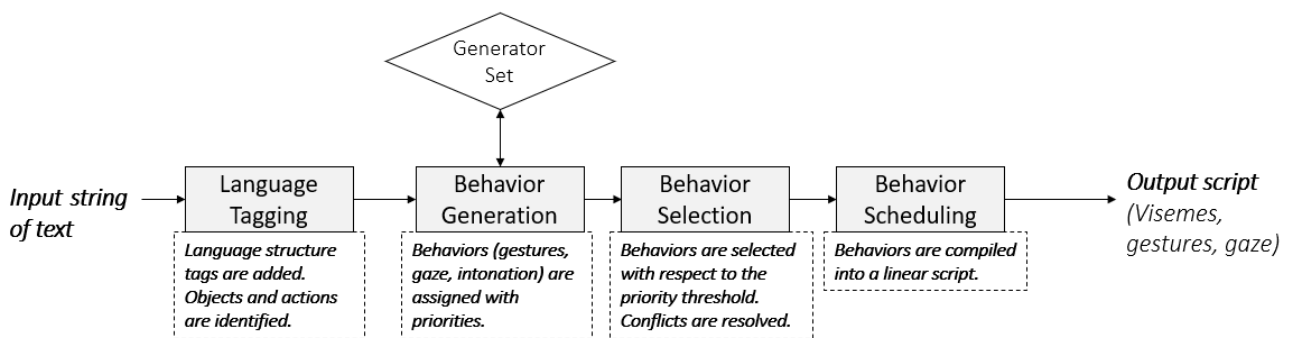 Generator
Set
Input string
of text
Language
Tagging
Language structure
tags are added.
Objects and actions
are identified.
Behavior
Generation
Behaviors (gestures,
gaze, intonation) are
assigned with
priorities.
Behavior
Selection
Behaviors are selected
with respect to the
priority threshold.
Conflicts are resolved.
Behavior
Scheduling
Behaviors are compiled
into a linear script.
Output script
(Visemes,
gestures, gaze)